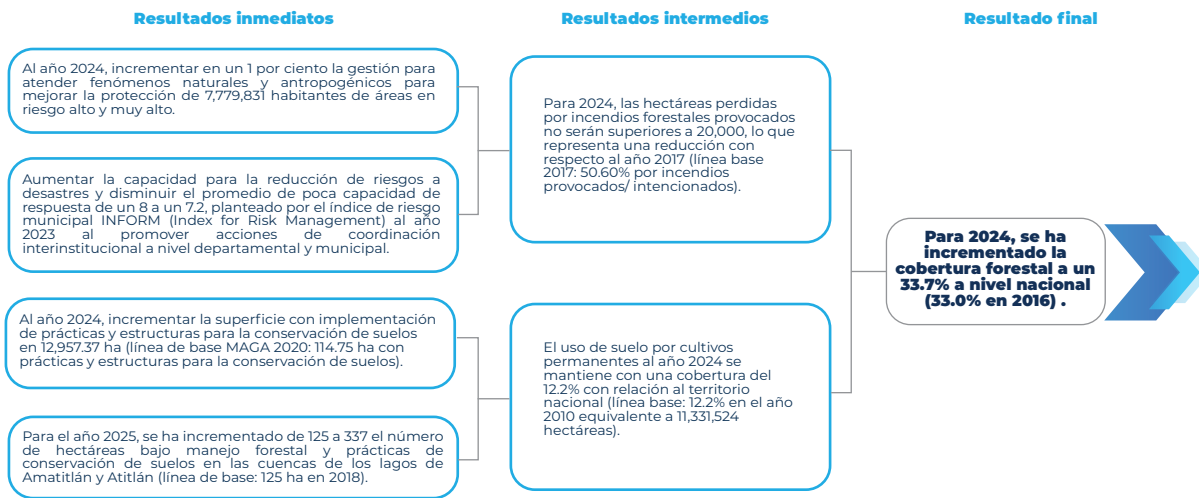 Resultados inmediatos
Resultados intermedios
Resultado final
Al año 2024, incrementar en un 1 por ciento la gestión para
atender fenómenos naturales y antropogénicos para
mejorar la protección de 7,779,831 habitantes de áreas en
riesgo alto y muy alto.
Aumentar la capacidad para la reducción de riesgos a
desastres y disminuir el promedio de poca capacidad de
respuesta de un 8 a un 7.2, planteado por el índice de riesgo
municipal INFORM (Index for Risk Management) al año
2023 al promover acciones de coordinación
interinstitucional a nivel departamental y municipal.
Al año 2024, incrementar la superficie con implementación
de prácticas y estructuras para la conservación de suelos
en 12,957.37 ha (línea de base MAGA 2020: 114.75 ha con
prácticas y estructuras para la conservación de suelos).
Para el año 2025, se ha incrementado de 125 a 337 el número
de hectáreas bajo manejo forestal y prácticas de
conservación de suelos en las cuencas de los lagos de
Amatitlán y Atitlán (línea de base: 125 ha en 2018).
Para 2024, las hectáreas perdidas
por incendios forestales provocados
no serán superiores a 20,000, lo que
representa una reducción con
respecto al año 2017 (línea base
2017: 50.60% por incendios
provocados/ intencionados).
El uso de suelo por cultivos
permanentes al año 2024 se
mantiene con una cobertura del
12.2% con relación al territorio
nacional (línea base: 12.2% en el año
2010 equivalente a 11,331,524
hectáreas).
Para 2024, se ha
incrementado la
cobertura forestal a un
33.7% a nivel nacional
(33.0% en 2016) .